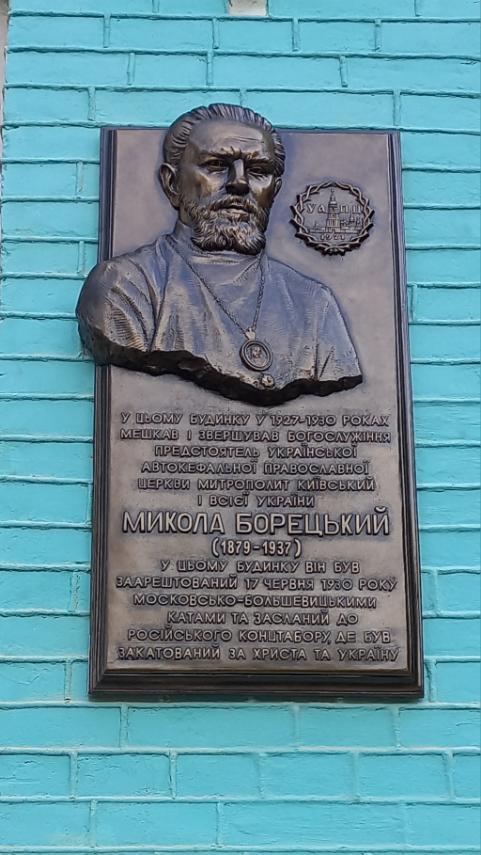 1921
У ЦЬОМУ БУДИНКУ У 1927-1930 РОКАХ
МЕШКАВ І ЗВЕРШУВАВ БОГОСЛУЖІННЯ
ПРЕДСТОЯТЕЛЬ УКРАЇНСЬКОЇ
АВТОКЕФАЛЬНОЇ ПРАВОСЛАВНОЇ
ЦЕРКВИ МИТРОПОЛИТ КИЇВСЬКИЙ
І ВСІЄЇ УКРАЇНИ
МИКОЛА БОРЕЦЬКИЙ
(1879-1937)
У ЦЬОМУ БУДИНКУ ВІН БУВ
ЗААРЕШТОВАНИЙ 17 ЧЕРВНЯ 1930 РОКУ
МОСКОВСЬКО-БОЛЬШЕВИЦЬКИМИ
КАТАМИ ТА ЗАСЛАНИЙ ДО
РОСІЙСЬКОГО КОНЦТАБОРУ, ДЕ БУВ
ЗАКАТОВАНИЙ ЗА ХРИСТА ТА УКРАЇНУ